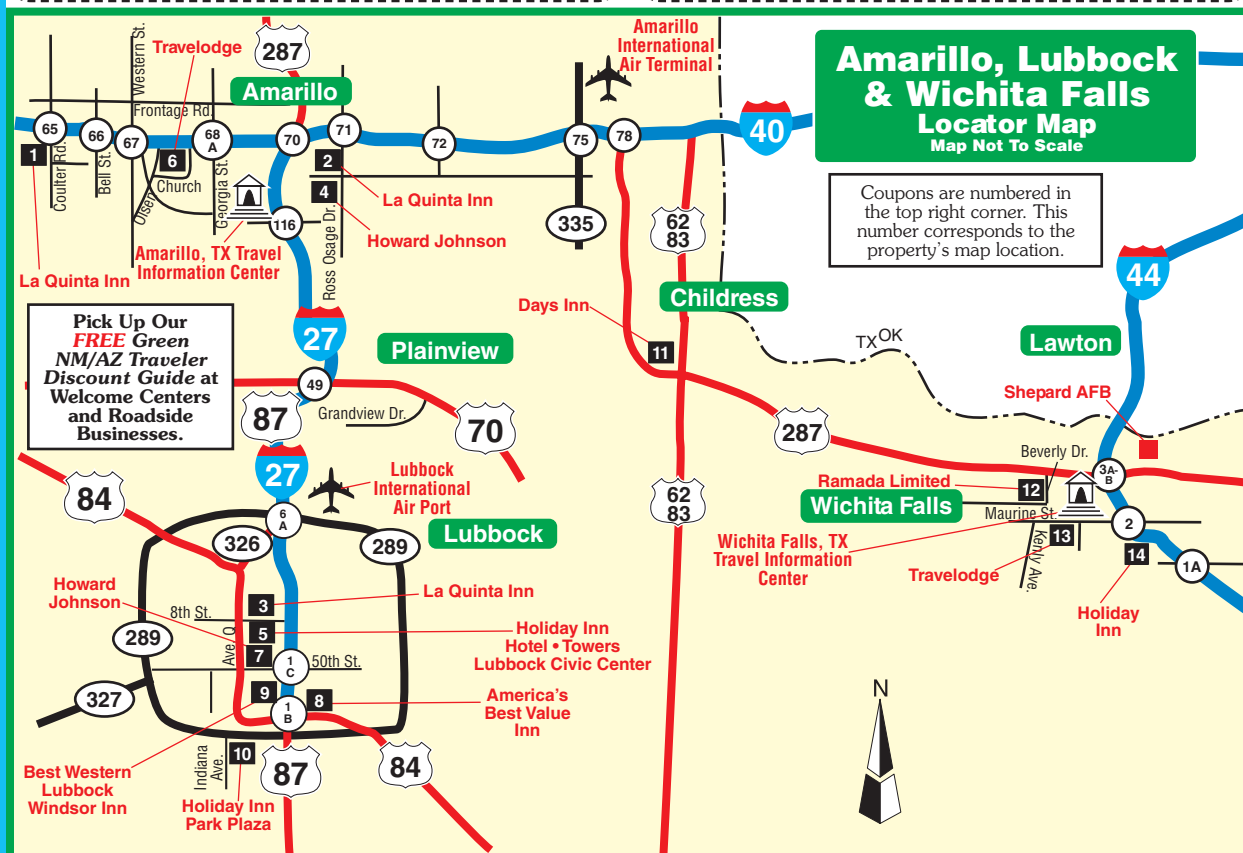 Amarillo, Lubbock
& Wichita Falls
Locator Map
Map Not To Scale
Coupons are numbered in
the top right corner. This
number corresponds to the
property's map location.
Pick Up Our
FREE Green
NM/AZ Traveler
Discount Guide at
Welcome Centers
and Roadside
Businesses.
Western St.
Travelodge
287
Amarillo
Amarillo
International
Air Terminal
Frontage Rd.
65
66
67
68
A
70
71
72
75
78
40
1
6
2
4
Coulter Rd.
Bell St.
Olsen
Church
Georgia St.
116
Ross Osage Dr.
La Quinta Inn
Howard Johnson
335
62
83
Amarillo, TX Travel
Information Center
La Quinta Inn
27
Plainview
49
87
Grandview Dr.
70
Days Inn
11
Childress
TX
OK
287
44
Lawton
Shepard AFB
Beverly Dr.
3A-
B
Ramada Limited
12
Wichita Falls
Maurine St.
2
Wichita Falls, TX
Travel Information
Center
13
Kenly Ave.
14
1A
Travelodge
Holiday
Inn
62
83
84
27
Lubbock
International
Air Port
6
A
326
289
Lubbock
Howard
Johnson
3
La Quinta Inn
8th St.
5
Holiday Inn
Hotel • Towers
Lubbock Civic Center
289
Ave. Q
7
1
C
50th St.
327
9
1
B
8
America's
Best Value
Inn
Best Western
Lubbock
Windsor Inn
Indiana
Ave.
10
87
84
Holiday Inn
Park Plaza
N